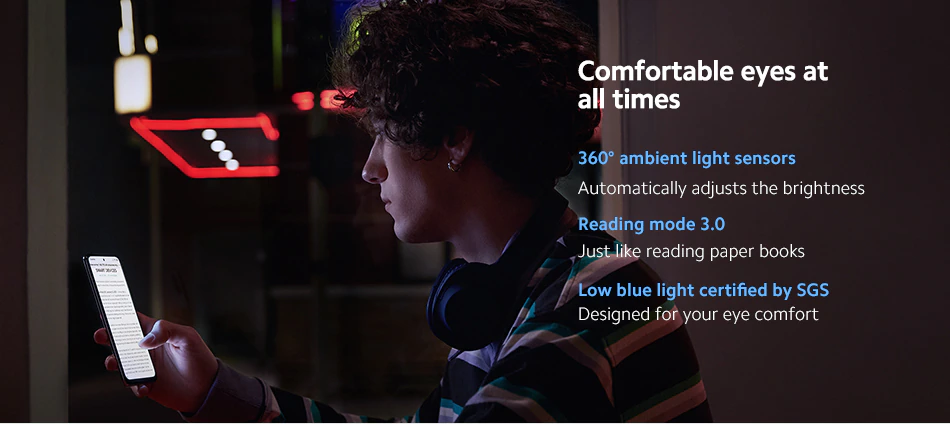 Comfortable eyes at
all times
360° ambient light sensors
Automatically adjusts the brightness
Reading mode 3.0
Just like reading paper books
Low blue light certified by SGS
Designed for your eye comfort